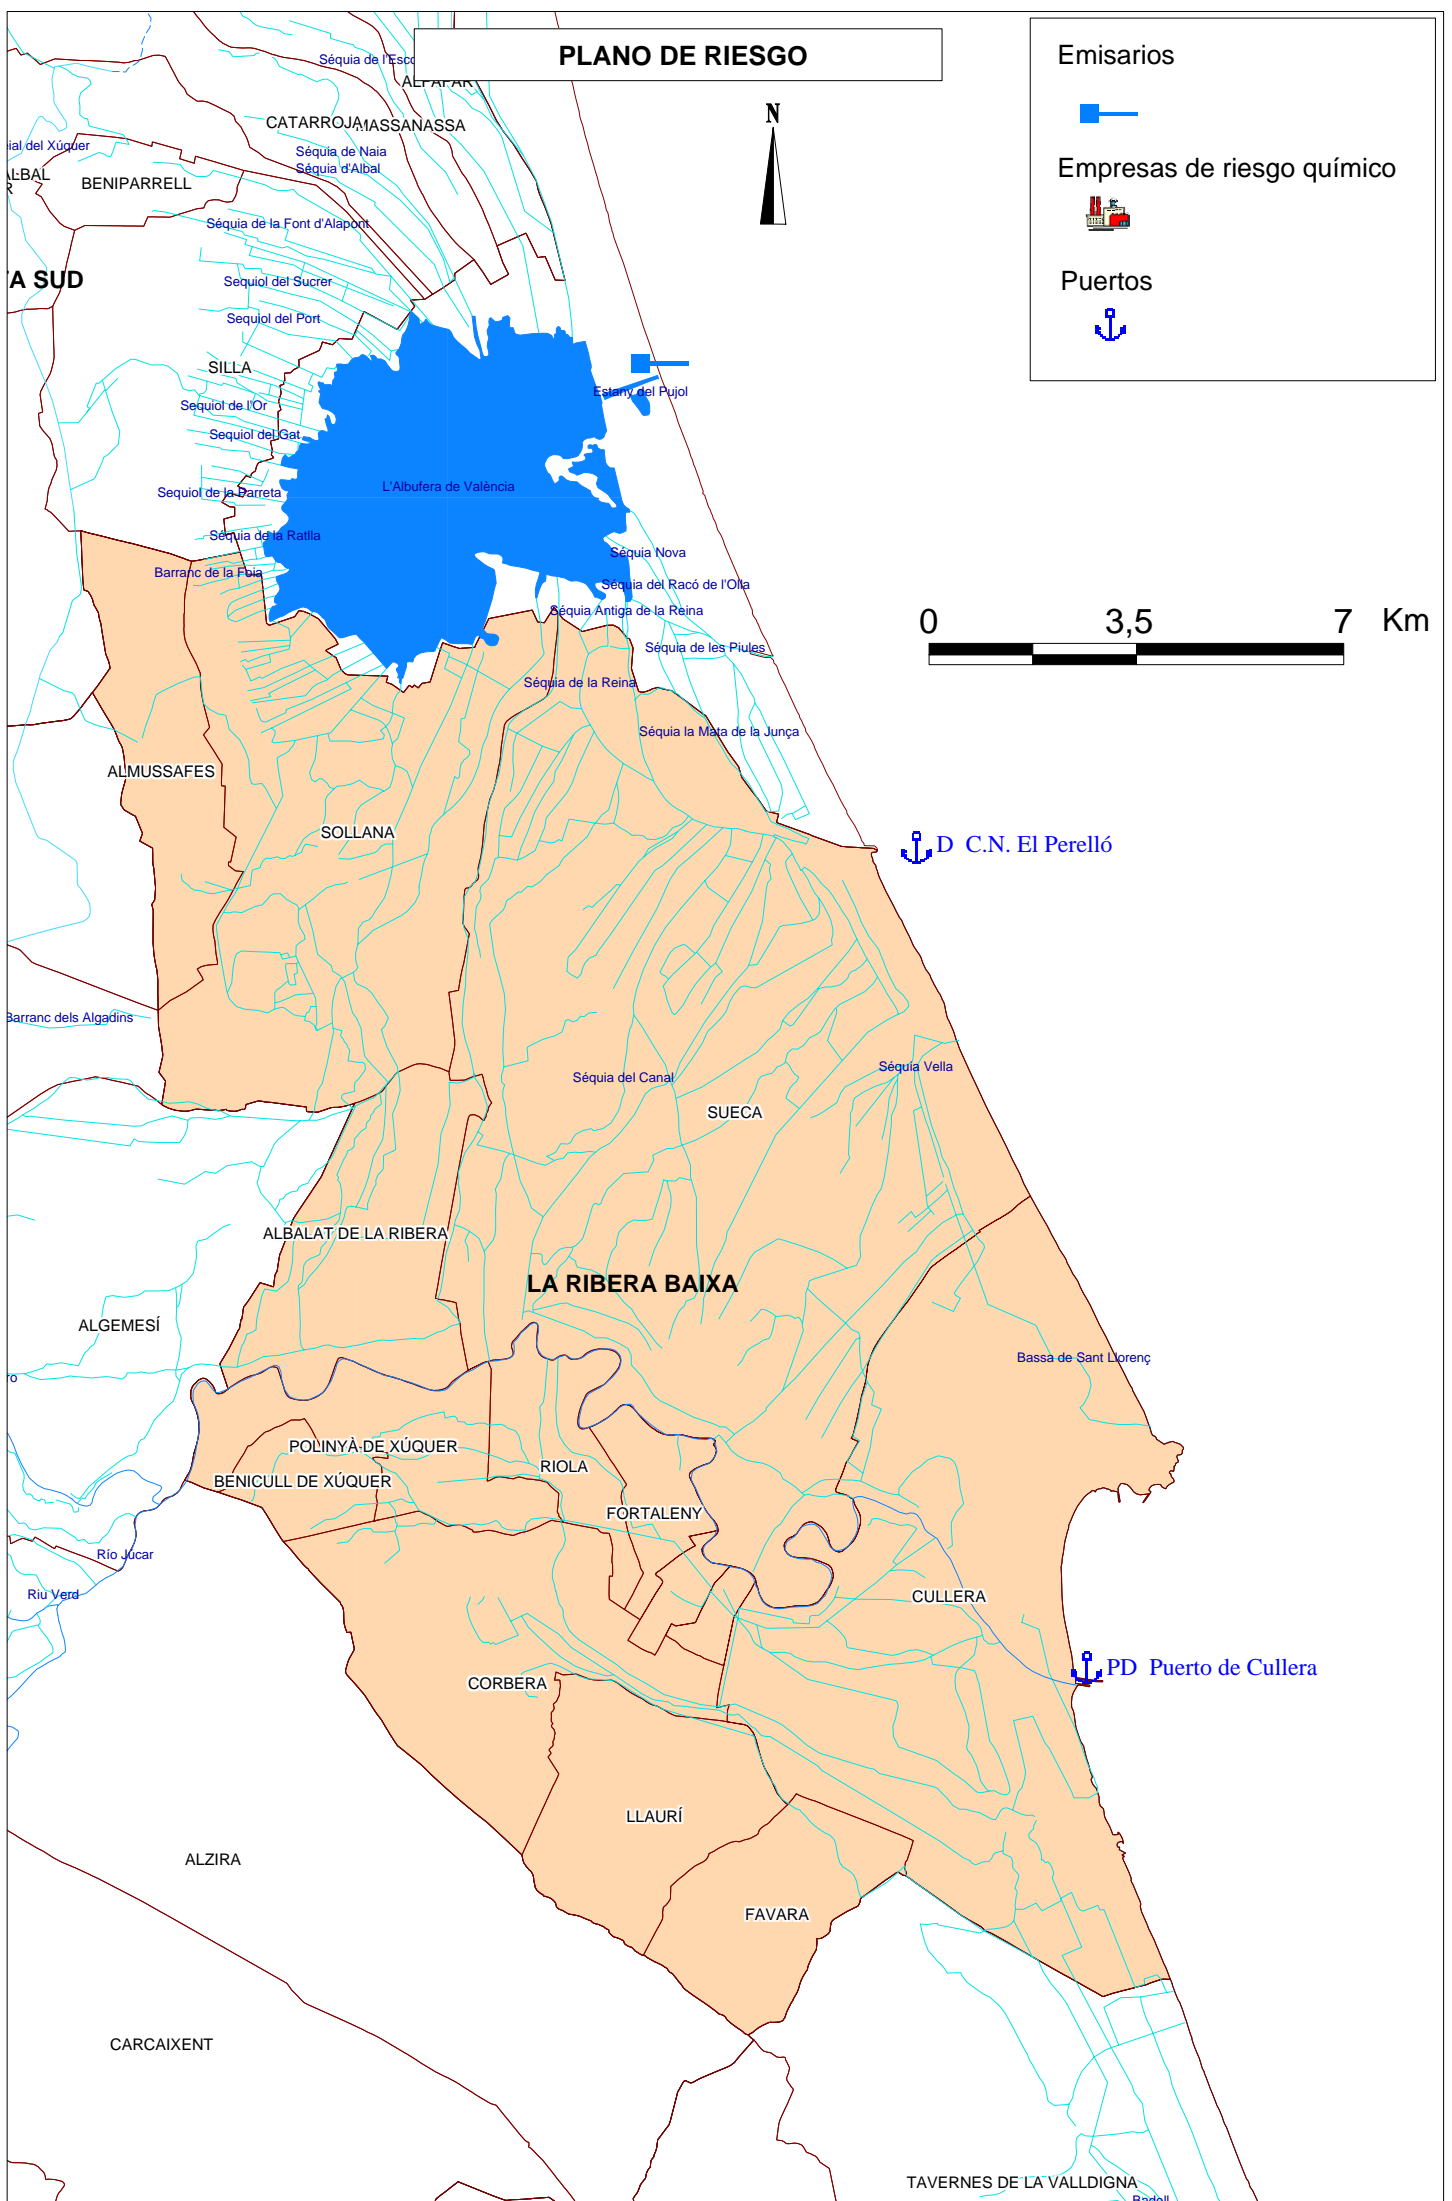 PLANO DE RIESGO
N
Emisarios
Empresas de riesgo químico
Puertos
0 3,5 7 Km
Séquia de l'Esco
ALFAFAR
CATARROJA
MASSANASSA
Séquia de Naia
Séquia d'Albal
ial del Xúquer
ALBAL
R
BENIPARRELL
Séquia de la Font d'Alapont
TA SUD
Sequiol del Sucrer
Sequiol del Port
SILLA
Sequiol de l'Or
Sequiol del Gat
Estany del Pujol
L'Albufera de València
Sequiol de la Parreta
Séquia de la Ratlla
Séquia Nova
Barranc de la Foia
Séquia del Racó de l'Olla
Séquia Antiga de la Reina
Séquia de les Piules
Séquia de la Reina
Séquia la Mata de la Junça
ALMUSSAFES
SOLLANA
D C.N. El Perelló
Barranc dels Algadins
Séquia del Canal
Séquia Vella
SUECA
ALBALAT DE LA RIBERA
LA RIBERA BAIXA
ALGEMESÍ
Bassa de Sant Llorenç
ro
POLINYÀ DE XÚQUER
BENICULL DE XÚQUER
RIOLA
FORTALENY
Río Júcar
Riu Verd
CULLERA
PD Puerto de Cullera
CORBERA
LLAURÍ
ALZIRA
FAVARA
CARCAIXENT
TAVERNES DE LA VALLDIGNA
Badell